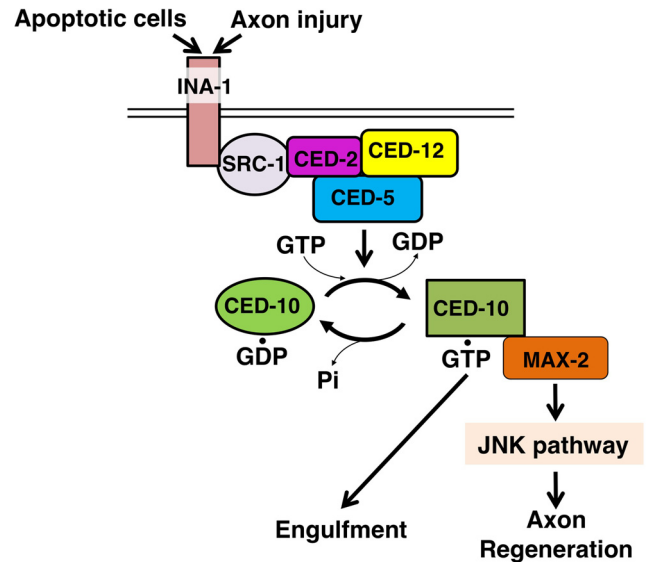 Apoptotic cells
Axon injury
INA-1
SRC-1
CED-2
CED-12
CED-5
GTP
GDP
CED-10
GDP
Pi
CED-10
GTP
MAX-2
JNK pathway
Engulfment
Axon
Regeneration